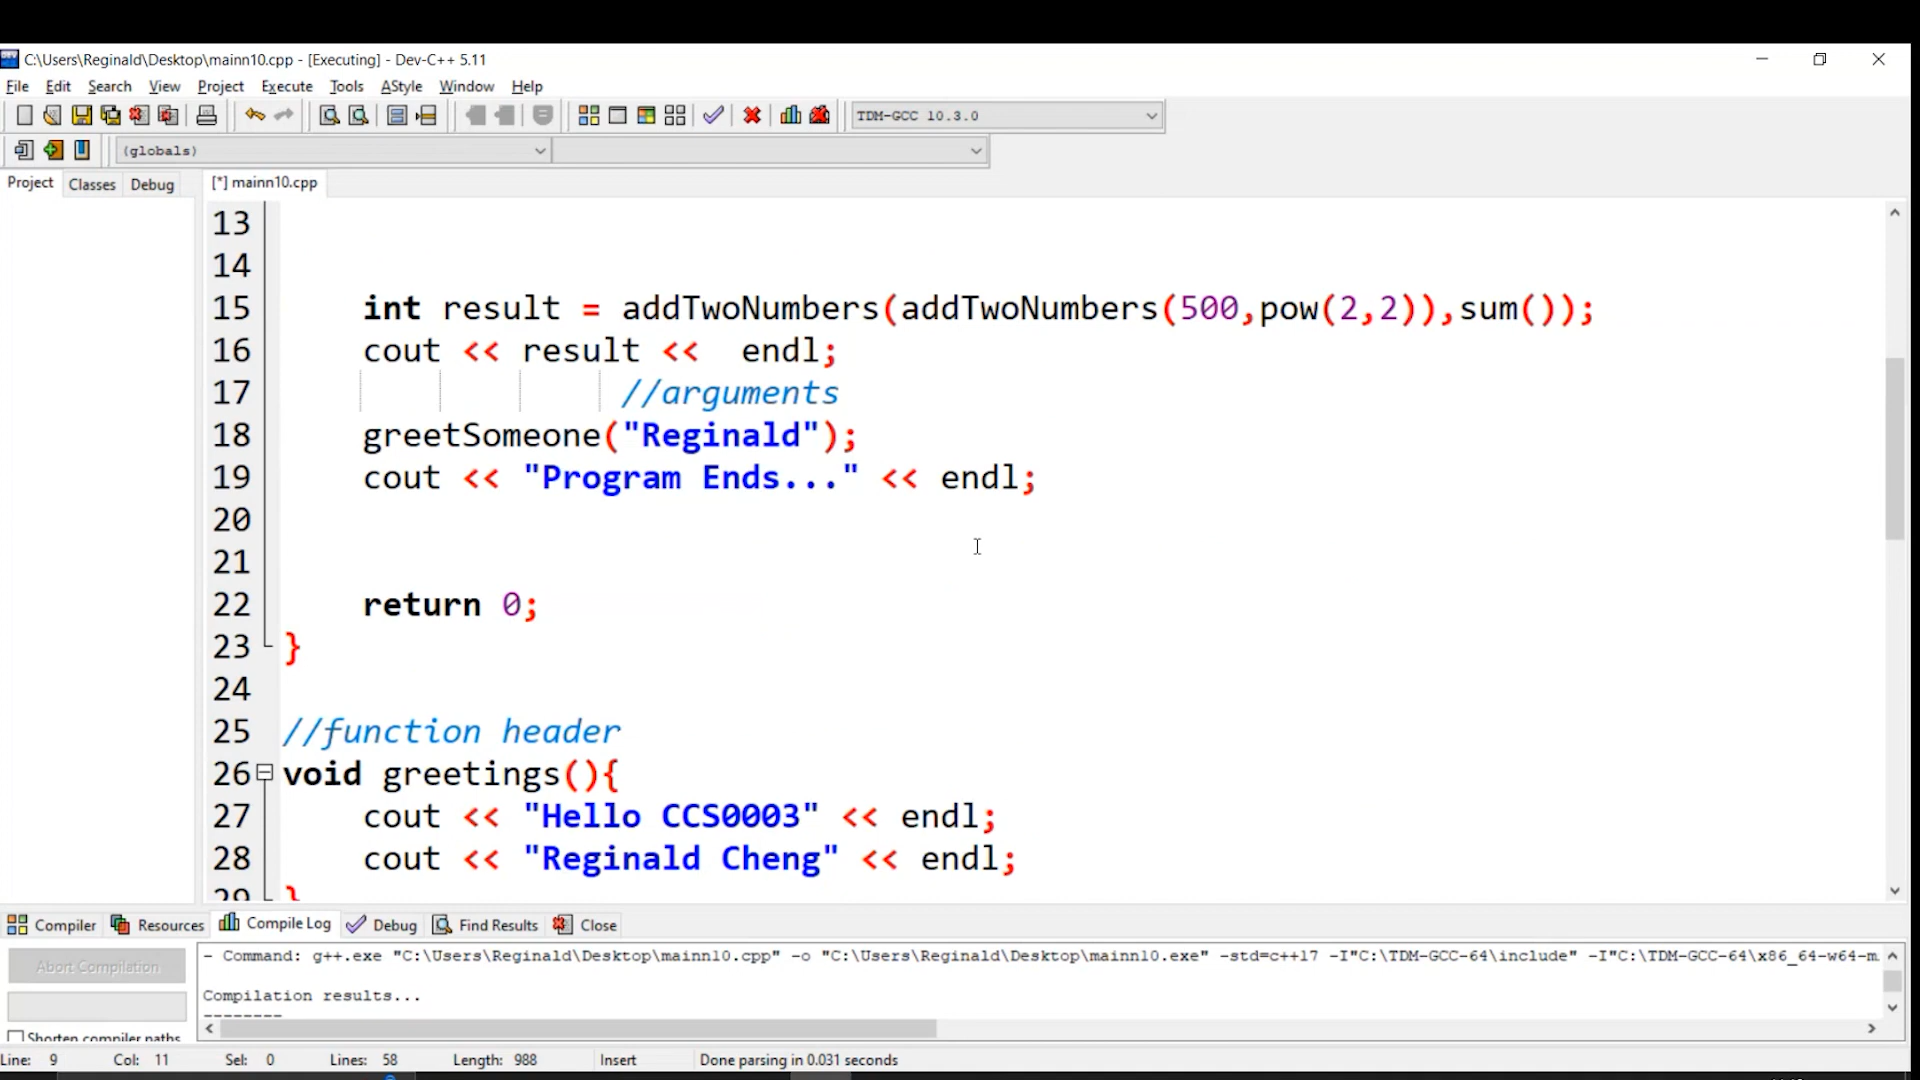 C:\Users\Reginald\Desktop\mainn10.cpp - [Executing] - Dev-C++ 5.11
File Edit Search View Project Execute Tools AStyle Window Help
TDM-GCC 10.3.0
(globals)
Project Classes Debug [*] mainn10.cpp
13
14
15 int result = addTwoNumbers(addTwoNumbers(500,pow(2,2)),sum());
16 cout << result <<  endl;
17 //arguments
18 greetSomeone("Reginald");
19 cout << "Program Ends..." << endl;
20
21
22 return 0;
23 }
24
25 //function header
26 void greetings(){
27 cout << "Hello CCS0003" << endl;
28 cout << "Reginald Cheng" << endl;
29 }
Compiler Resources Compile Log Debug Find Results Close
Abort Compilation
- Command: g++.exe "C:\Users\Reginald\Desktop\mainn10.cpp" -o "C:\Users\Reginald\Desktop\mainn10.exe" -std=c++17 -I"C:\TDM-GCC-64\include" -I"C:\TDM-GCC-64\x86_64-w64-m
Compilation results...
--------
Shorten compiler paths
Line: 9 Col: 11 Sel: 0 Lines: 58 Length: 988 Insert Done parsing in 0.031 seconds